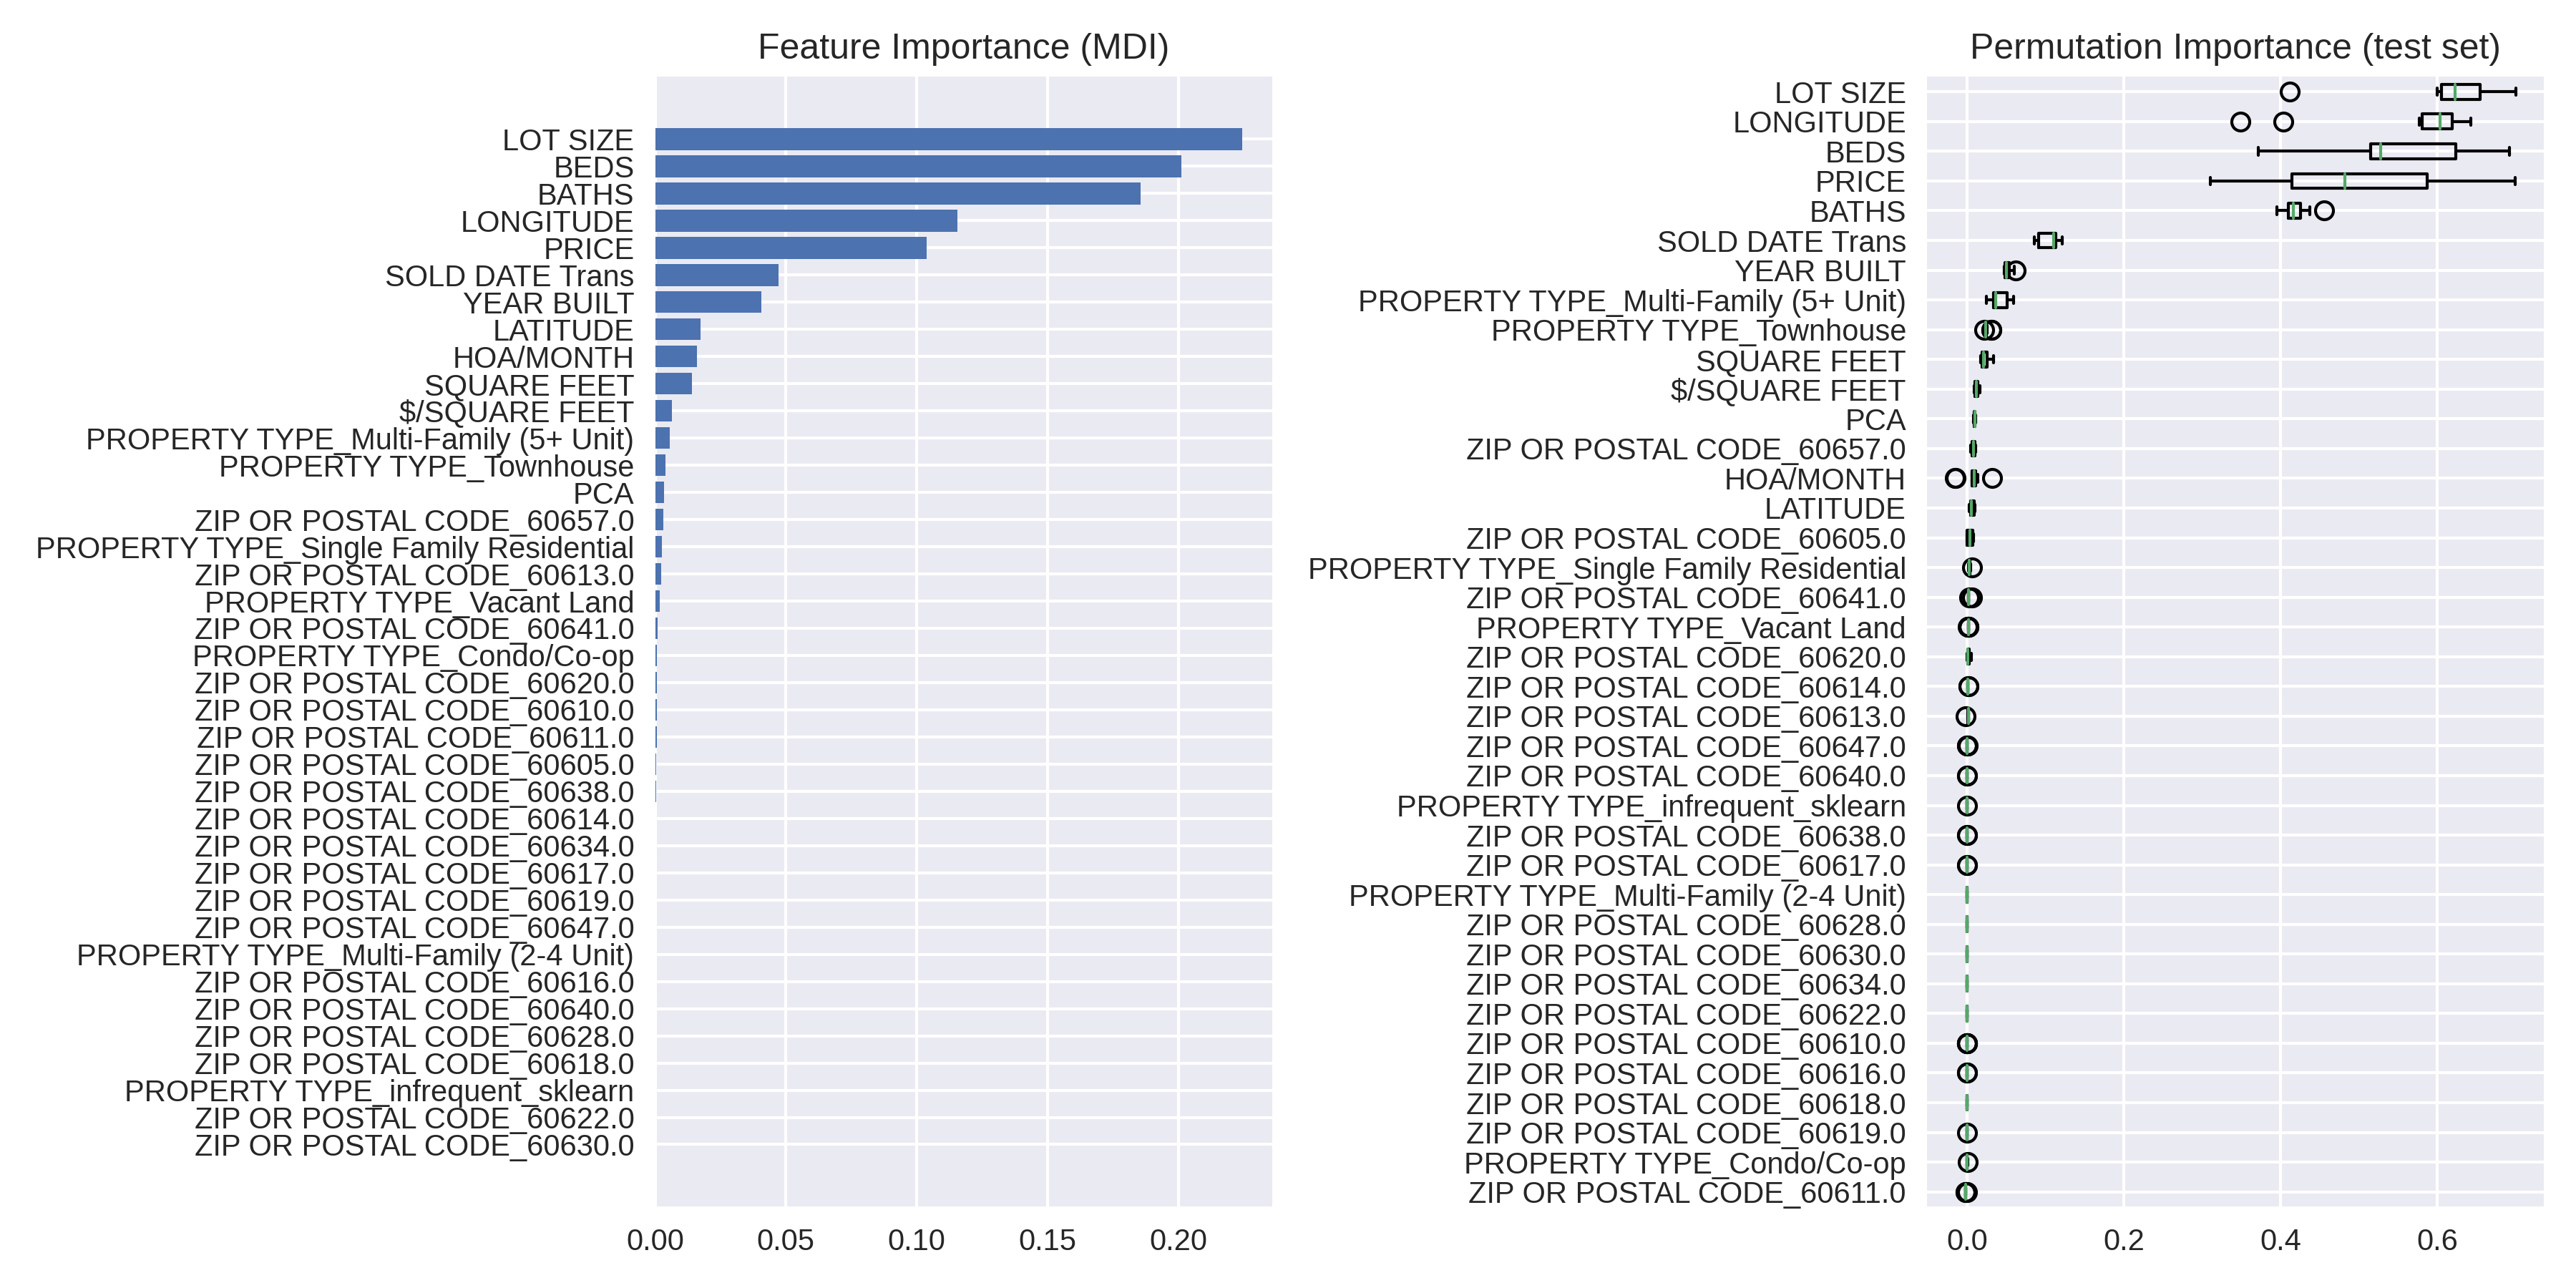 Feature Importance (MDI)
LOT SIZE
BEDS
BATHS
LONGITUDE
PRICE
SOLD DATE Trans
YEAR BUILT
LATITUDE
HOA/MONTH
SQUARE FEET
$/SQUARE FEET
PROPERTY TYPE_Multi-Family (5+ Unit)
PROPERTY TYPE_Townhouse
PCA
ZIP OR POSTAL CODE_60657.0
PROPERTY TYPE_Single Family Residential
ZIP OR POSTAL CODE_60613.0
PROPERTY TYPE_Vacant Land
ZIP OR POSTAL CODE_60641.0
PROPERTY TYPE_Condo/Co-op
ZIP OR POSTAL CODE_60620.0
ZIP OR POSTAL CODE_60610.0
ZIP OR POSTAL CODE_60611.0
ZIP OR POSTAL CODE_60605.0
ZIP OR POSTAL CODE_60638.0
ZIP OR POSTAL CODE_60614.0
ZIP OR POSTAL CODE_60634.0
ZIP OR POSTAL CODE_60617.0
ZIP OR POSTAL CODE_60619.0
ZIP OR POSTAL CODE_60647.0
PROPERTY TYPE_Multi-Family (2-4 Unit)
ZIP OR POSTAL CODE_60616.0
ZIP OR POSTAL CODE_60640.0
ZIP OR POSTAL CODE_60628.0
ZIP OR POSTAL CODE_60618.0
PROPERTY TYPE_infrequent_sklearn
ZIP OR POSTAL CODE_60622.0
ZIP OR POSTAL CODE_60630.0
0.00 0.05 0.10 0.15 0.20
Permutation Importance (test set)
LOT SIZE
LONGITUDE
BEDS
PRICE
BATHS
SOLD DATE Trans
YEAR BUILT
PROPERTY TYPE_Multi-Family (5+ Unit)
PROPERTY TYPE_Townhouse
SQUARE FEET
$/SQUARE FEET
PCA
ZIP OR POSTAL CODE_60657.0
HOA/MONTH
LATITUDE
ZIP OR POSTAL CODE_60605.0
PROPERTY TYPE_Single Family Residential
ZIP OR POSTAL CODE_60641.0
PROPERTY TYPE_Vacant Land
ZIP OR POSTAL CODE_60620.0
ZIP OR POSTAL CODE_60614.0
ZIP OR POSTAL CODE_60613.0
ZIP OR POSTAL CODE_60647.0
ZIP OR POSTAL CODE_60640.0
PROPERTY TYPE_infrequent_sklearn
ZIP OR POSTAL CODE_60638.0
ZIP OR POSTAL CODE_60617.0
PROPERTY TYPE_Multi-Family (2-4 Unit)
ZIP OR POSTAL CODE_60628.0
ZIP OR POSTAL CODE_60630.0
ZIP OR POSTAL CODE_60634.0
ZIP OR POSTAL CODE_60622.0
ZIP OR POSTAL CODE_60610.0
ZIP OR POSTAL CODE_60616.0
ZIP OR POSTAL CODE_60618.0
ZIP OR POSTAL CODE_60619.0
PROPERTY TYPE_Condo/Co-op
ZIP OR POSTAL CODE_60611.0
0.0 0.2 0.4 0.6